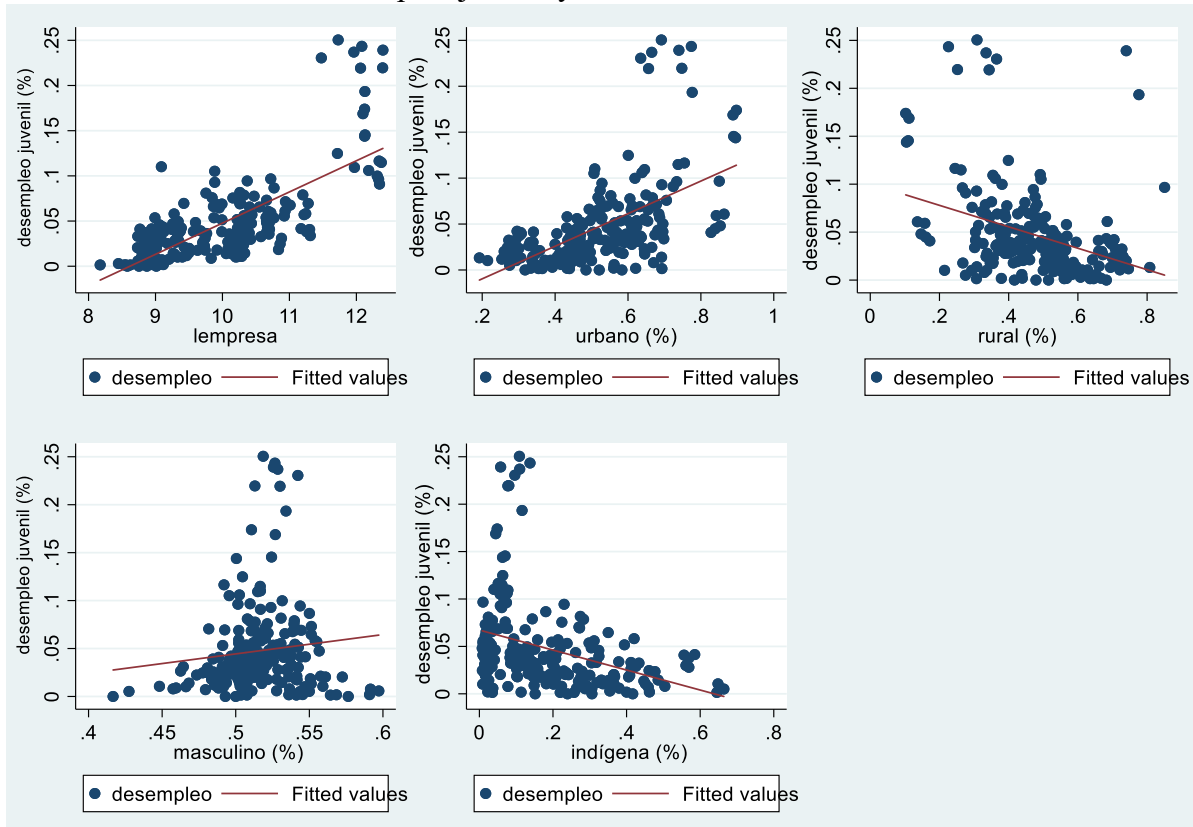 desempleo juvenil (%)
0 .05 .1 .15 .2 .25
8 9 10 11 12
lempresa
desempleo Fitted values
desempleo juvenil (%)
0 .05 .1 .15 .2 .25
.2 .4 .6 .8 1
urbano (%)
desempleo Fitted values
desempleo juvenil (%)
0 .05 .1 .15 .2 .25
0 .2 .4 .6 .8
rural (%)
desempleo Fitted values
desempleo juvenil (%)
0 .05 .1 .15 .2 .25
.4 .45 .5 .55 .6
masculino (%)
desempleo Fitted values
desempleo juvenil (%)
0 .05 .1 .15 .2 .25
0 .2 .4 .6 .8
indígena (%)
desempleo Fitted values